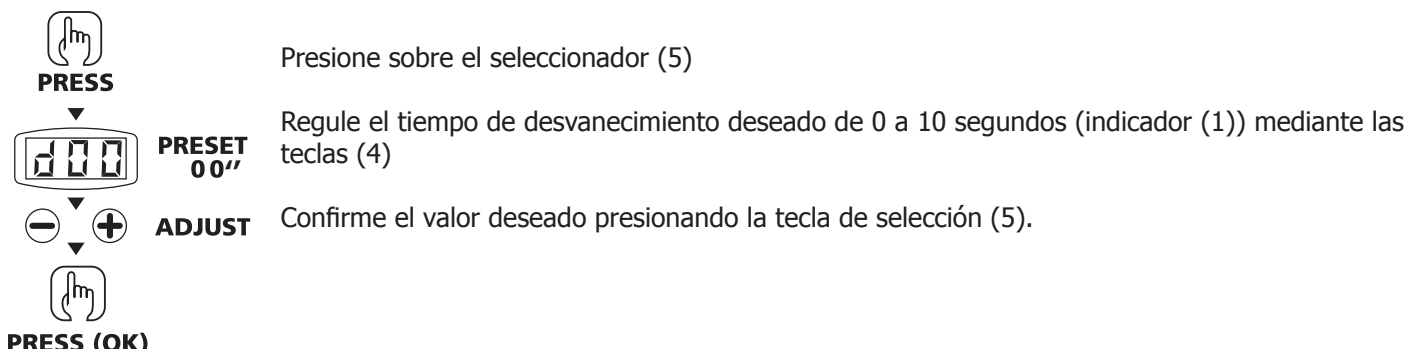 PRESS
Presione sobre el seleccionador (5)
d00
PRESET
00″
Regule el tiempo de desvanecimiento deseado de 0 a 10 segundos (indicador (1)) mediante las
teclas (4)
ADJUST
Confirme el valor deseado presionando la tecla de selección (5).
PRESS (OK)